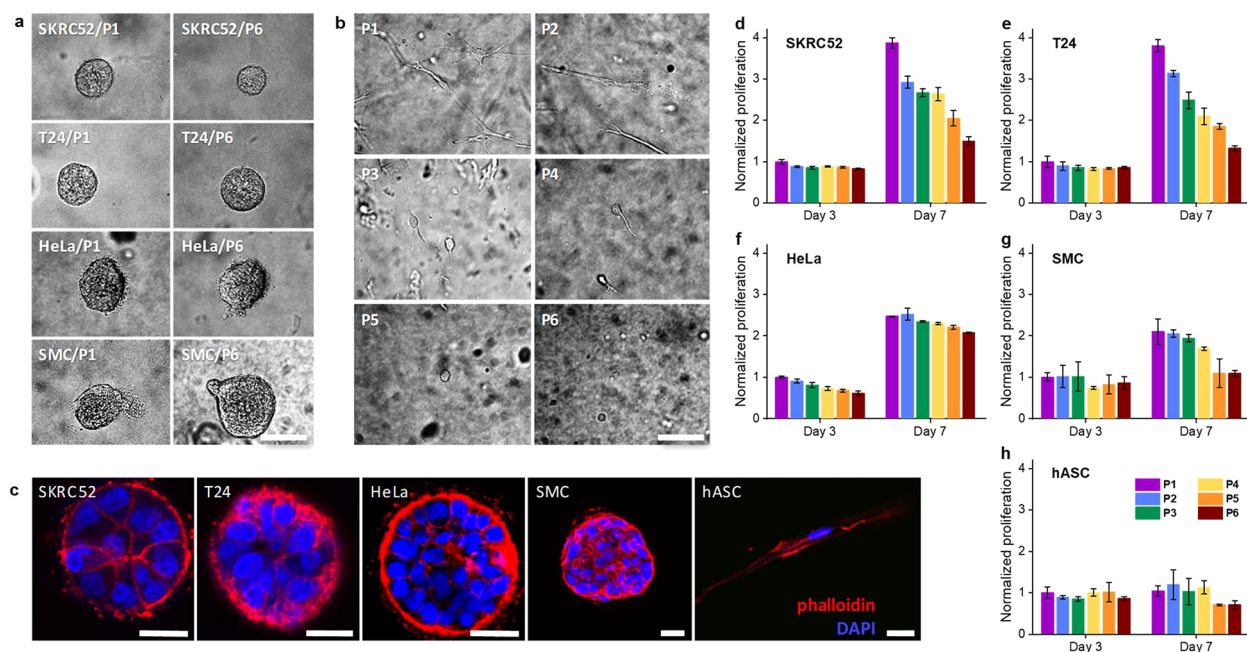 a
SKRC52/P1
SKRC52/P6
T24/P1
T24/P6
HeLa/P1
HeLa/P6
SMC/P1
SMC/P6
b
P1
P2
P3
P4
P5
P6
c
SKRC52
T24
HeLa
SMC
hASC
phalloidin
DAPI
d
SKRC52
Normalized proliferation
4
3
2
1
0
Day 3
Day 7
e
T24
Normalized proliferation
4
3
2
1
0
Day 3
Day 7
f
HeLa
Normalized proliferation
4
3
2
1
0
Day 3
Day 7
g
SMC
Normalized proliferation
4
3
2
1
0
Day 3
Day 7
h
hASC
Normalized proliferation
4
3
2
1
0
Day 3
Day 7
P1
P4
P2
P5
P3
P6